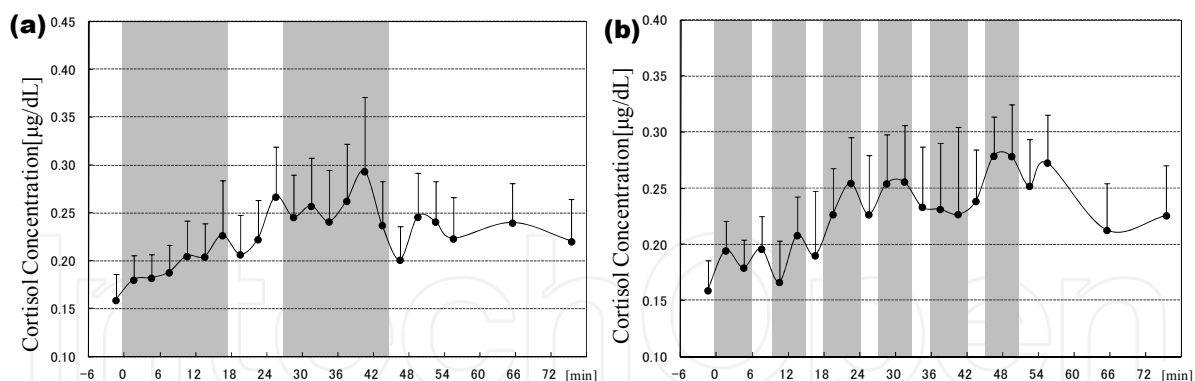 (a)
Cortisol Concentration[μg/dL]
0.45
0.40
0.35
0.30
0.25
0.20
0.15
0.10
-6 0 6 12 18 24 30 36 42 48 54 60 66 72 [min]
(b)
Cortisol Concentration[μg/dL]
0.40
0.35
0.30
0.25
0.20
0.15
0.10
-6 0 6 12 18 24 30 36 42 48 54 60 66 72 [min]
IntechOpen